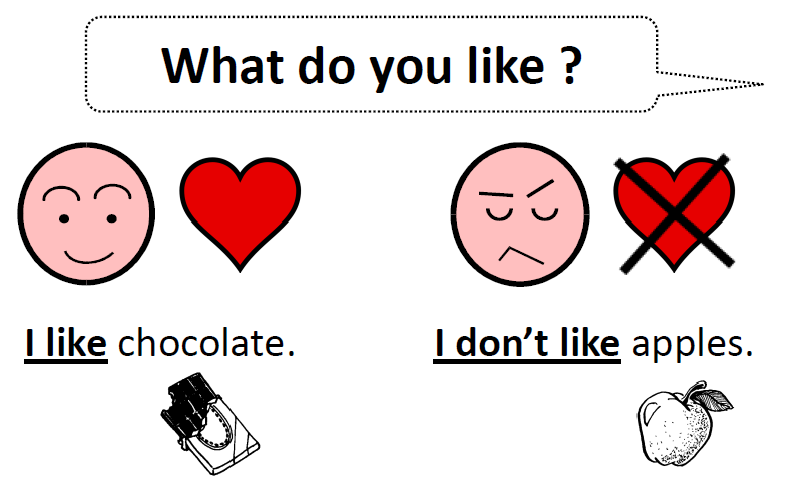 What do you like ?
I like chocolate.
I don't like apples.